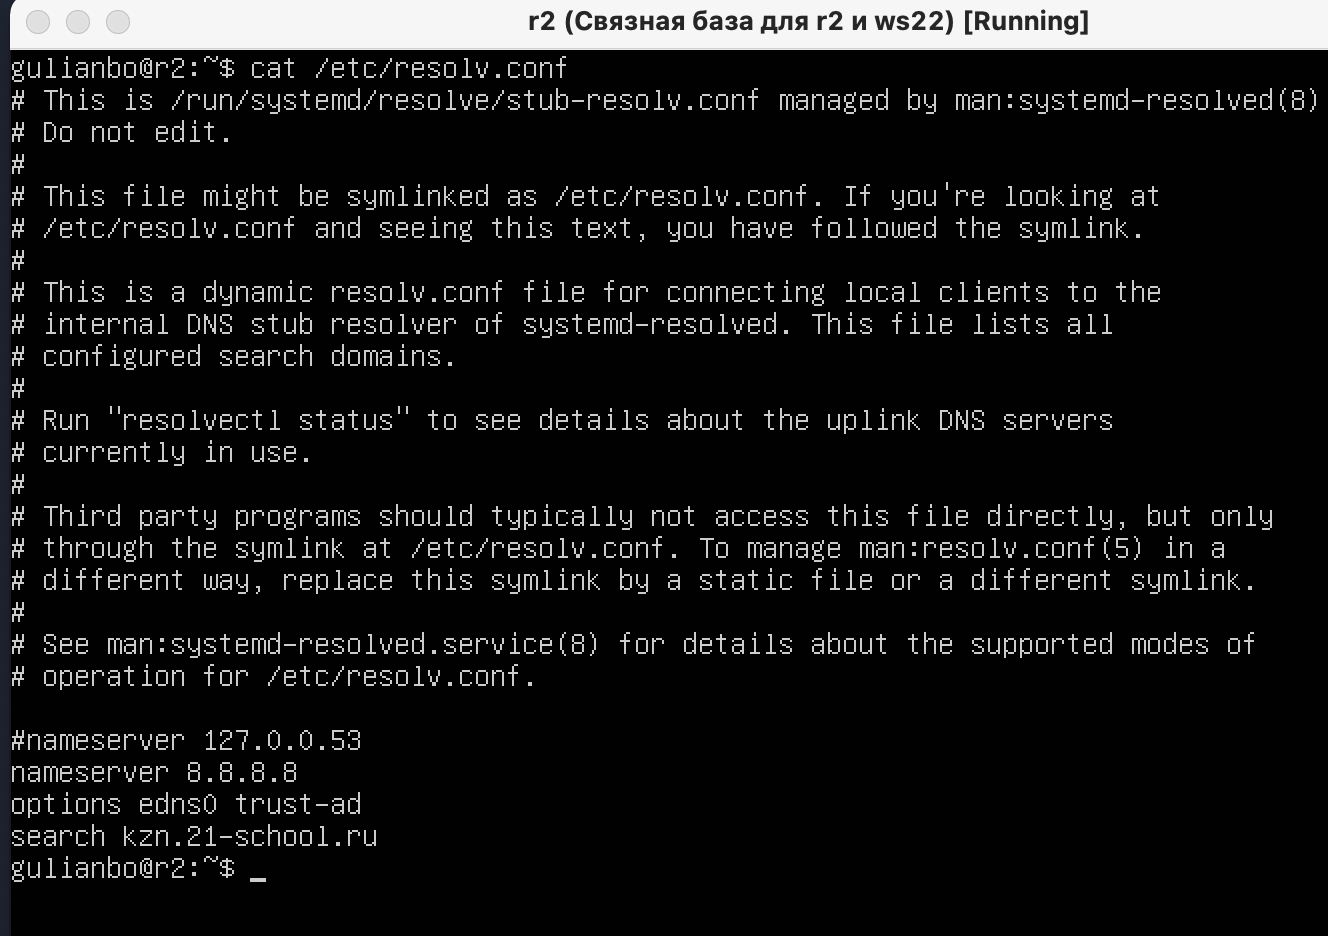 r2 (Связная база для r2 и ws22) [Running]
gulianbo@r2:~$ cat /etc/resolv.conf
# This is /run/systemd/resolve/stub-resolv.conf managed by man:systemd-resolved(8)
# Do not edit.
#
# This file might be symlinked as /etc/resolv.conf. If you're looking at
# /etc/resolv.conf and seeing this text, you have followed the symlink.
#
# This is a dynamic resolv.conf file for connecting local clients to the
# internal DNS stub resolver of systemd-resolved. This file lists all
# configured search domains.
#
# Run "resolvectl status" to see details about the uplink DNS servers
# currently in use.
#
# Third party programs should typically not access this file directly, but only
# through the symlink at /etc/resolv.conf. To manage man:resolv.conf(5) in a
# different way, replace this symlink by a static file or a different symlink.
#
# See man:systemd-resolved.service(8) for details about the supported modes of
# operation for /etc/resolv.conf.

#nameserver 127.0.0.53
nameserver 8.8.8.8
options edns0 trust-ad
search kzn.21-school.ru
gulianbo@r2:~$ _